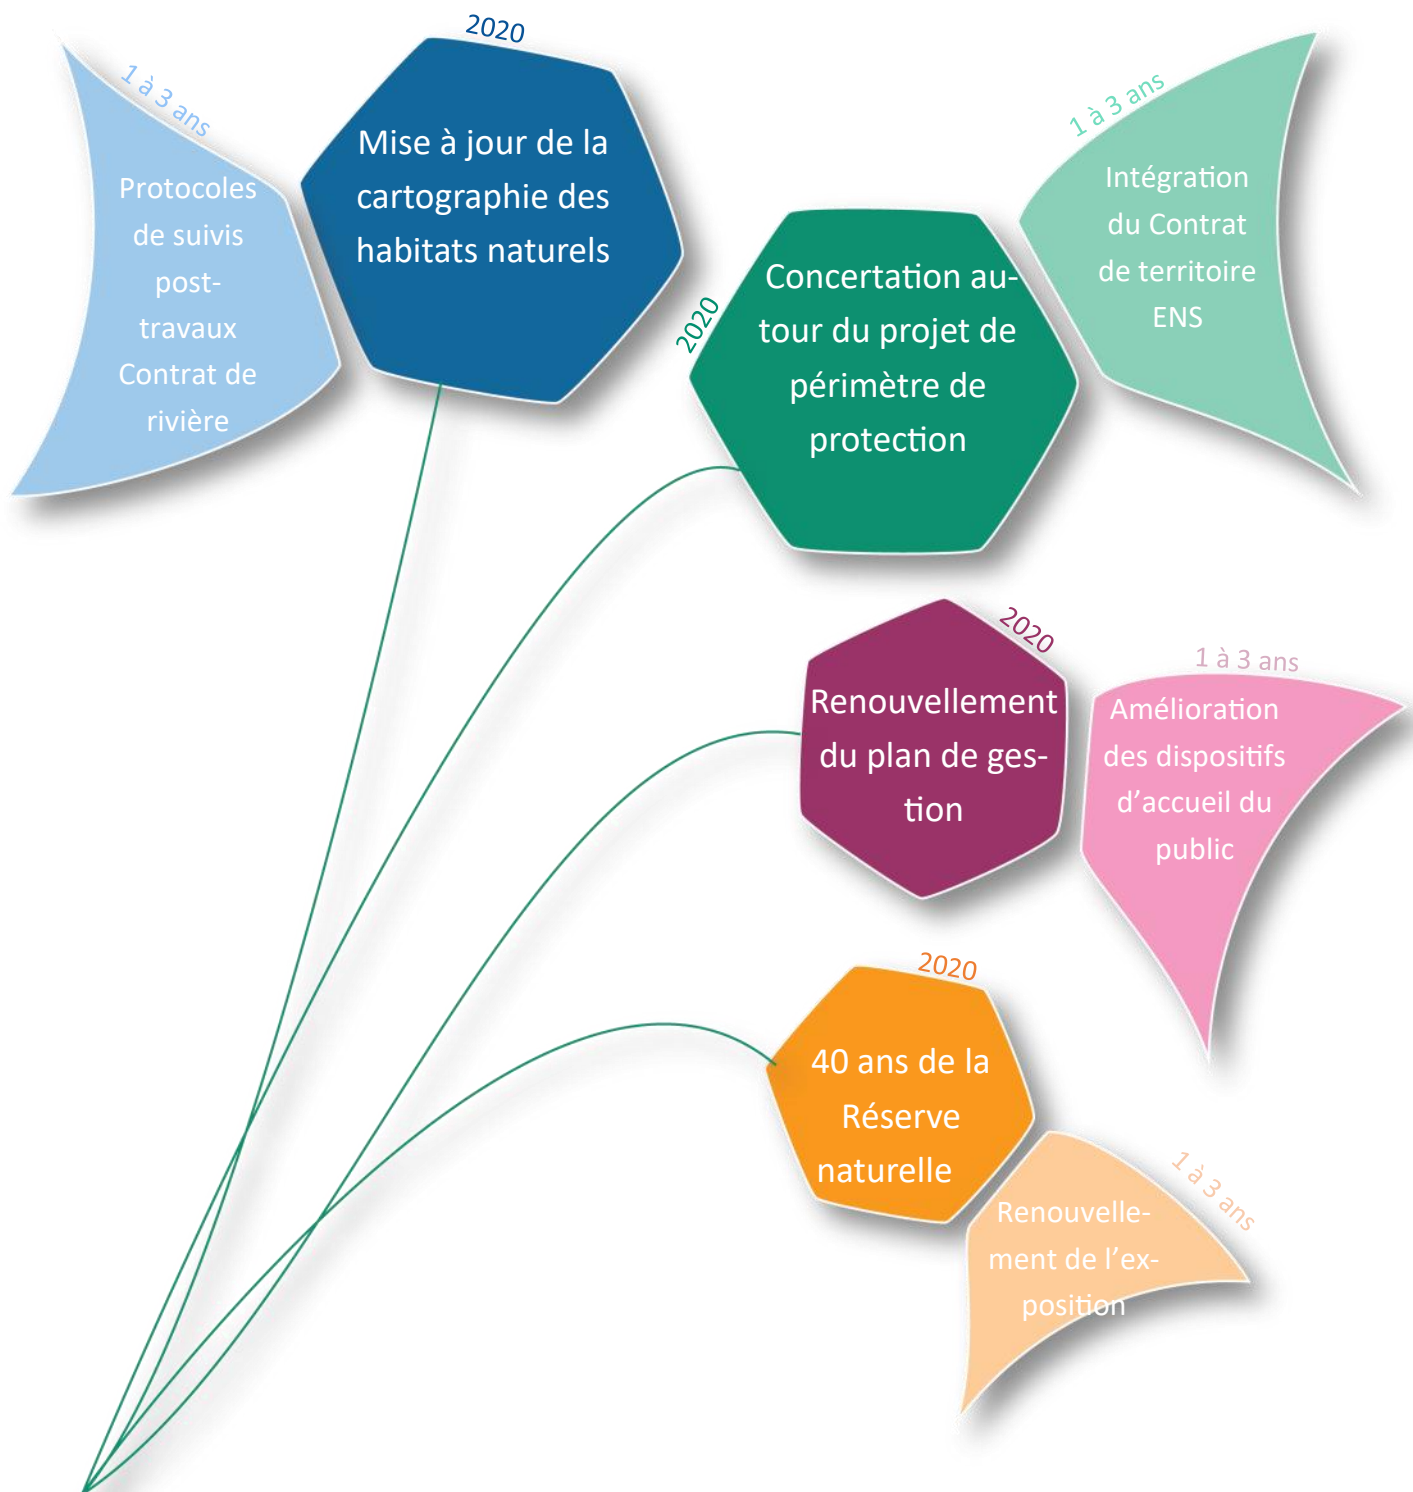 2020
Mise à jour de la
cartographie des
habitats naturels
1 à 3 ans
Protocoles
de suivis
post-
travaux
Contrat de
rivière
2020
Concertation au-
tour du projet de
périmètre de
protection
1 à 3 ans
Intégration
du Contrat
de territoire
ENS
2020
Renouvellement
du plan de ges-
tion
1 à 3 ans
Amélioration
des dispositifs
d’accueil du
public
2020
40 ans de la
Réserve
naturelle
1 à 3 ans
Renouvelle-
ment de l’ex-
position